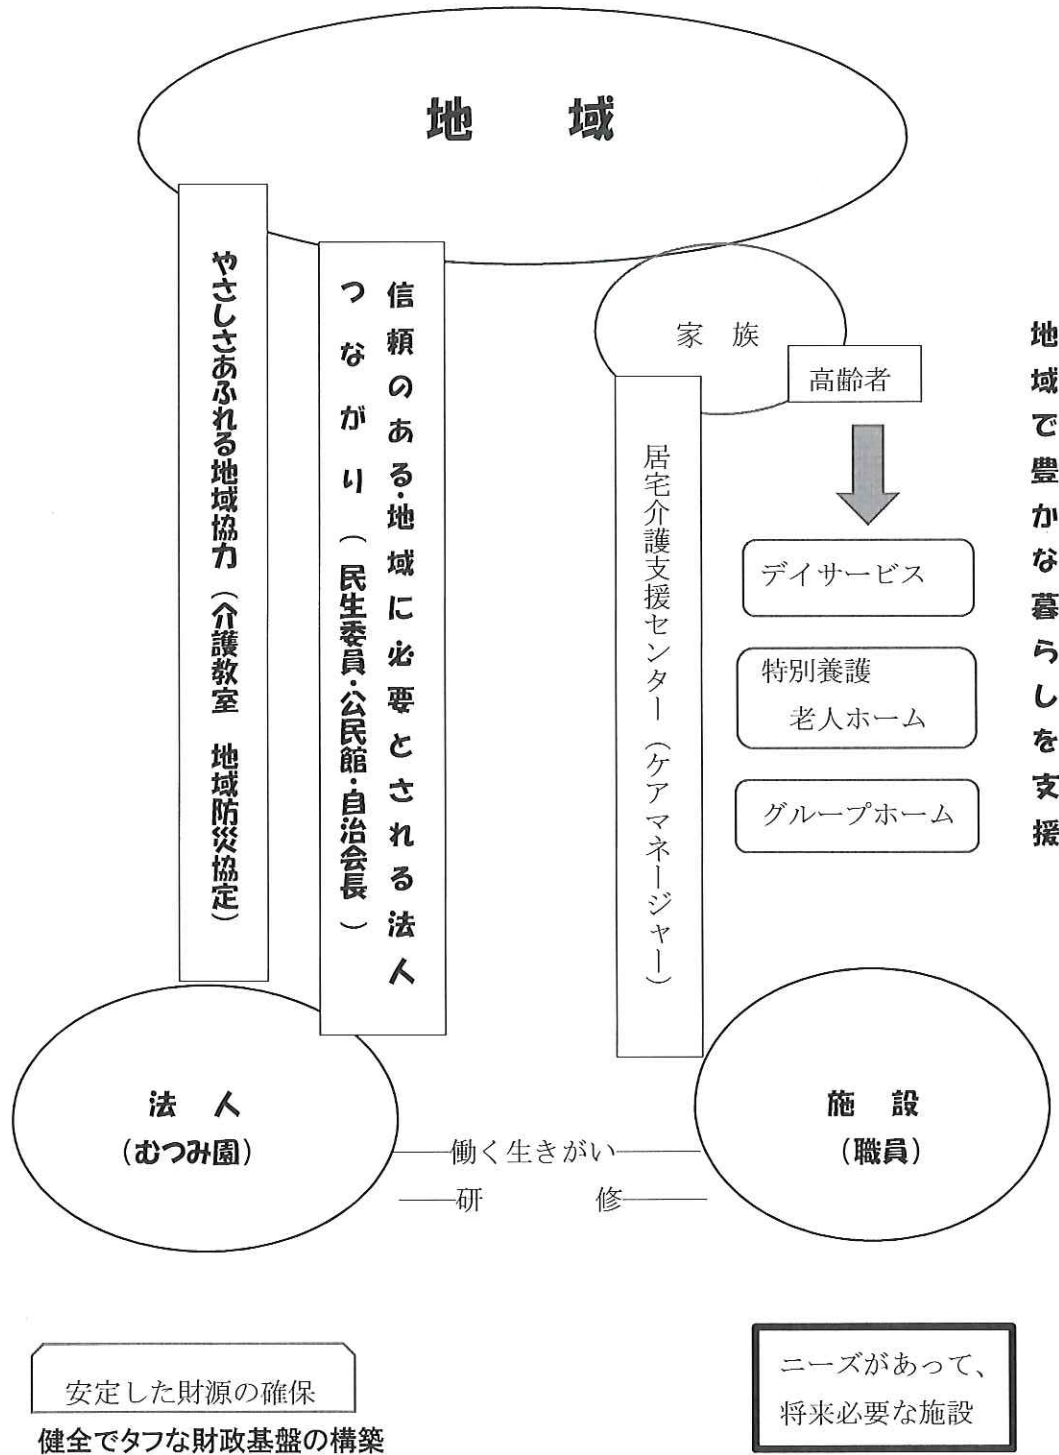 地　域
やさしさあふれる地域協力（介護教室　地域防災協定）
信頼のある・地域に必要とされる法人
つながり（民生委員・公民館・自治会長）
家　族
高齢者
居宅介護支援センター（ケアマネージャー）
デイサービス
特別養護
老人ホーム
グループホーム
地域で豊かな暮らしを支援
法　人
（むつみ園）
働く生きがい
研　修
施　設
（職員）
安定した財源の確保
健全でタフな財政基盤の構築
ニーズがあって、
将来必要な施設